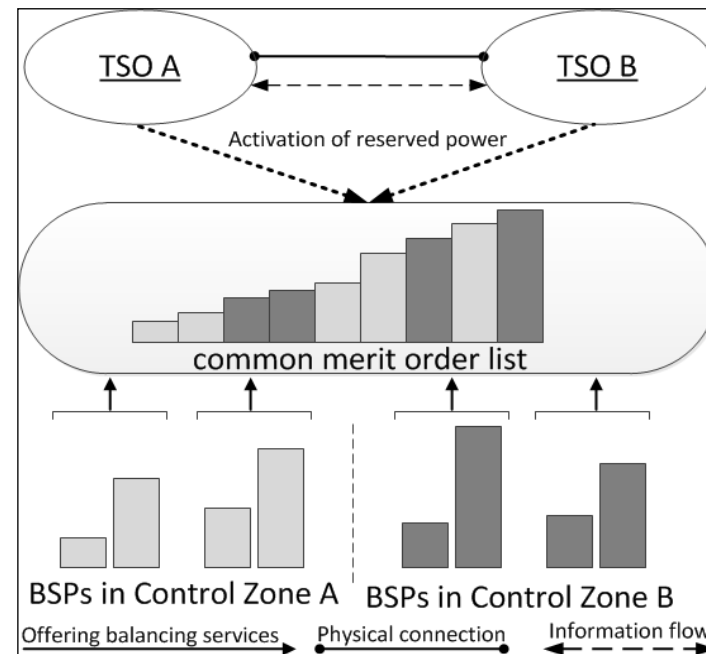 TSO A
TSO B
Activation of reserved power
common merit order list
BSPs in Control Zone A
BSPs in Control Zone B
Offering balancing services
Physical connection
Information flow